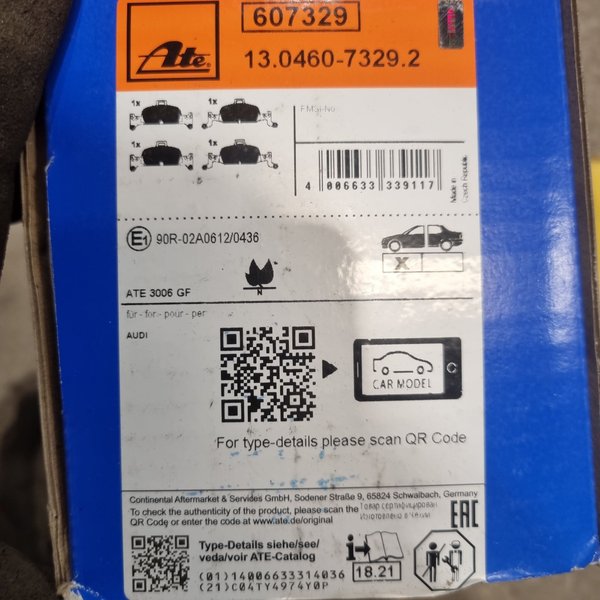 607329
Ate
13.0460-7329.2
1x 1x
1x 1x
4 006633 339117
Made in
Czech Republic
E1 90R-02A0612/0436
X
N
ATE 3006 GF
für - for - pour - per
AUDI
CAR MODEL
For type-details please scan QR Code
Continental Aftermarket & Services GmbH, Sodener Straße 9, 65824 Schwalbach, Germany
To check the authenticity of the product, please scan the
QR Code or enter the code at www.ate.de/original
Товар сертифицирован
Изготовлено в Чехии
EAC
Type-Details siehe/see/
veda/voir ATE-Catalog
i
18.21
(01)14006633314036
(21)C04TY4974Y0P